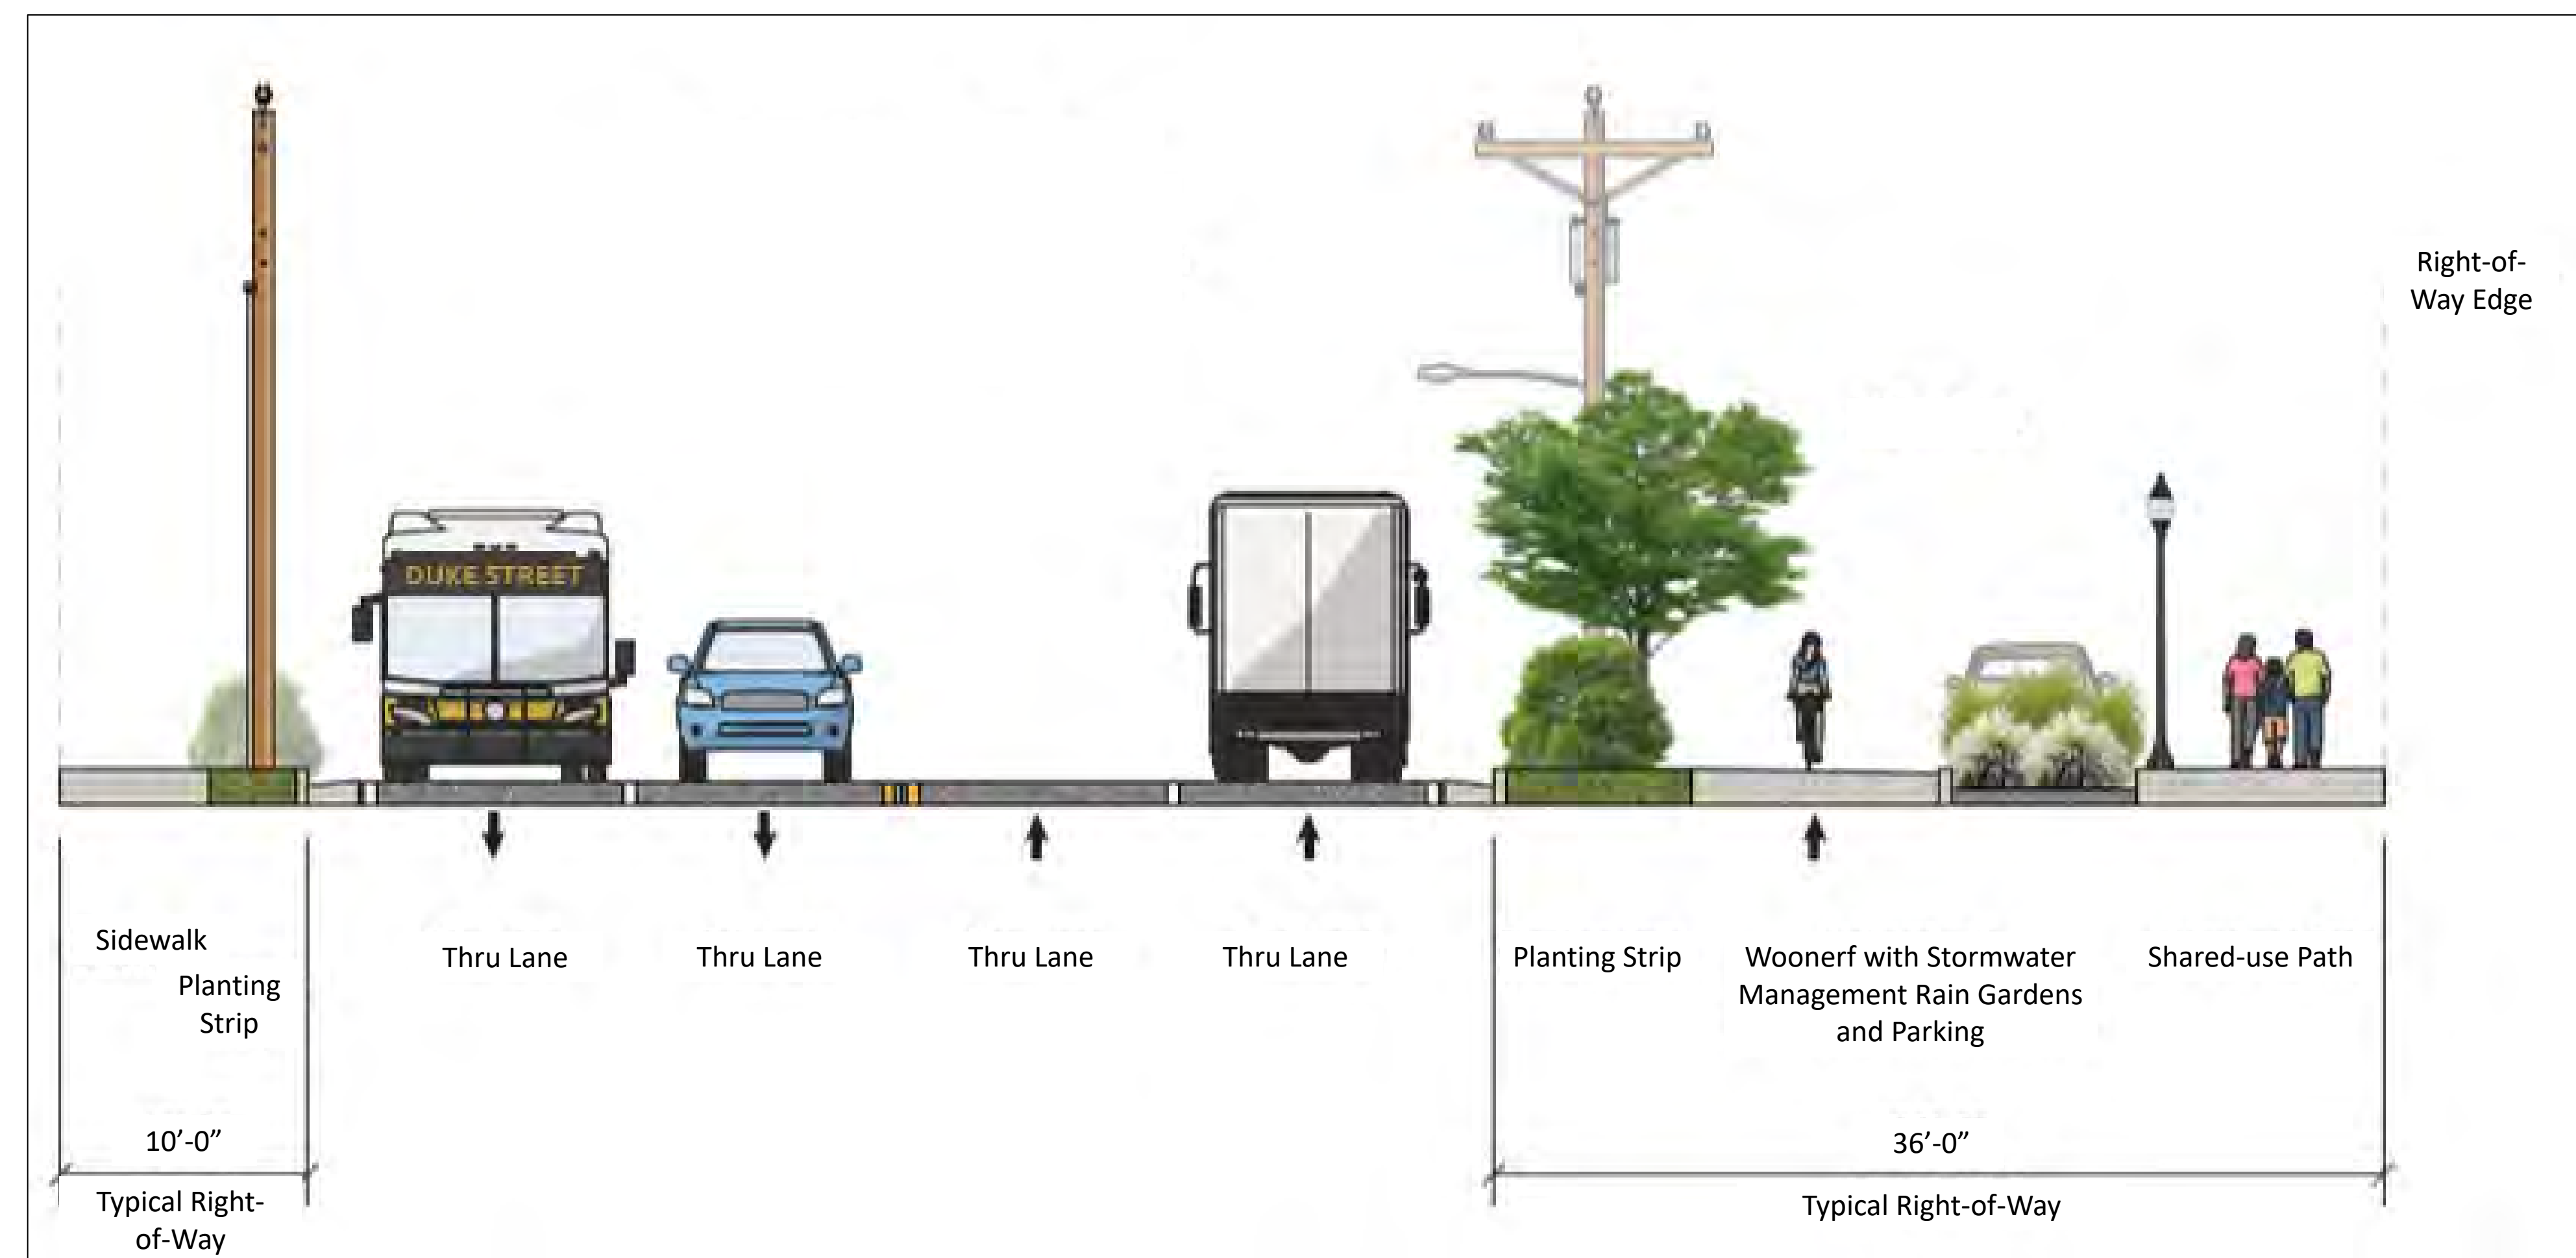 Right-of-
Way Edge
DUKE STREET
Sidewalk
Planting
Strip
Thru Lane
Thru Lane
Thru Lane
Thru Lane
Planting Strip
Woonerf with Stormwater
Management Rain Gardens
and Parking
Shared-use Path
10’-0”
36’-0”
Typical Right-
of-Way
Typical Right-of-Way